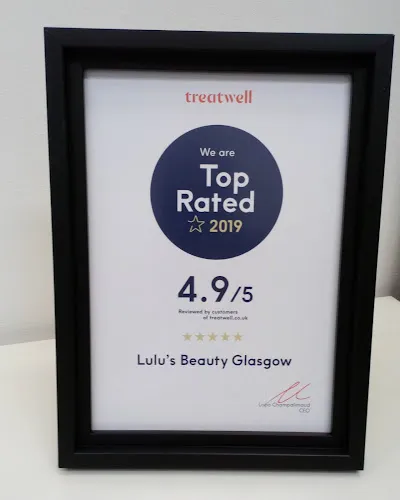 treatwell
We are
Top
Rated
2019
4.9/5
Reviewed by customers
of treatwell.co.uk
Lulu's Beauty Glasgow
CEO